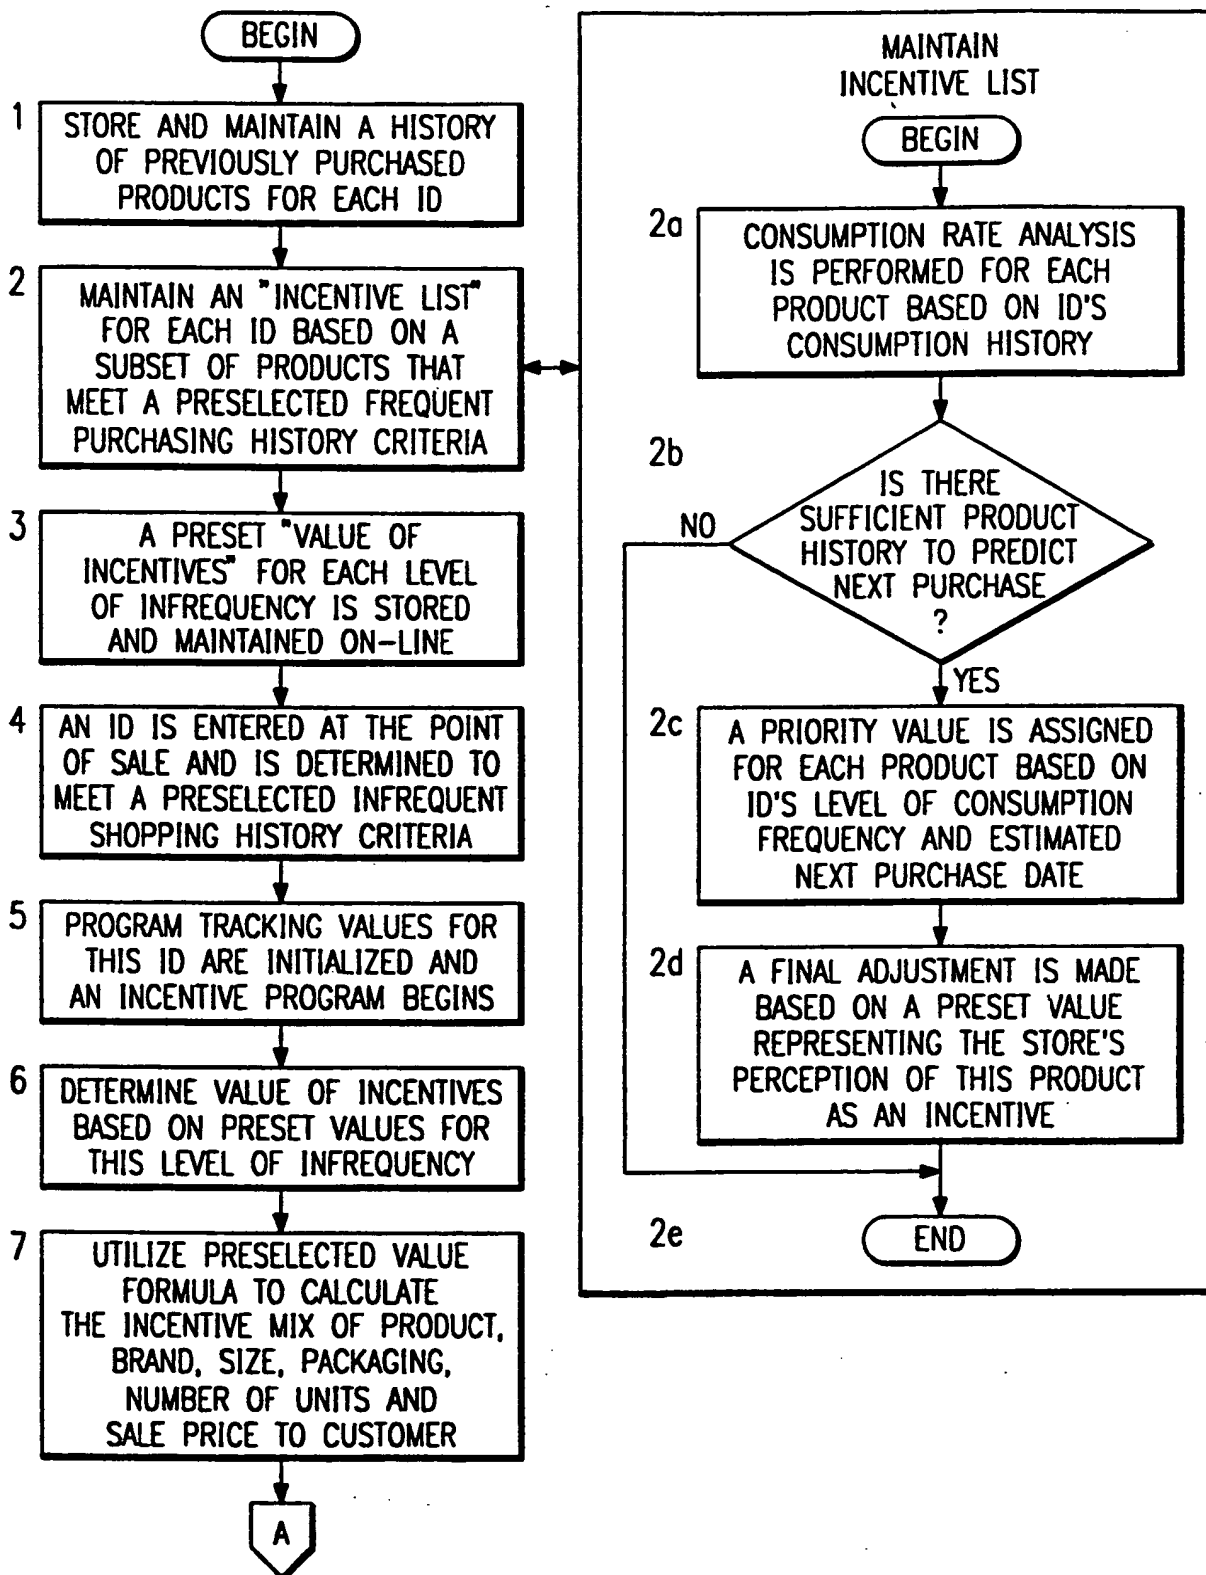 BEGIN
1
STORE AND MAINTAIN A HISTORY
OF PREVIOUSLY PURCHASED
PRODUCTS FOR EACH ID
2
MAINTAIN AN "INCENTIVE LIST"
FOR EACH ID BASED ON A
SUBSET OF PRODUCTS THAT
MEET A PRESELECTED FREQUENT
PURCHASING HISTORY CRITERIA
3
A PRESET "VALUE OF
INCENTIVES" FOR EACH LEVEL
OF INFREQUENCY IS STORED
AND MAINTAINED ON-LINE
4
AN ID IS ENTERED AT THE POINT
OF SALE AND IS DETERMINED TO
MEET A PRESELECTED INFREQUENT
SHOPPING HISTORY CRITERIA
5
PROGRAM TRACKING VALUES FOR
THIS ID ARE INITIALIZED AND
AN INCENTIVE PROGRAM BEGINS
6
DETERMINE VALUE OF INCENTIVES
BASED ON PRESET VALUES FOR
THIS LEVEL OF INFREQUENCY
7
UTILIZE PRESELECTED VALUE
FORMULA TO CALCULATE
THE INCENTIVE MIX OF PRODUCT,
BRAND, SIZE, PACKAGING,
NUMBER OF UNITS AND
SALE PRICE TO CUSTOMER
A
MAINTAIN
INCENTIVE LIST
BEGIN
2a
CONSUMPTION RATE ANALYSIS
IS PERFORMED FOR EACH
PRODUCT BASED ON ID'S
CONSUMPTION HISTORY
2b
IS THERE
SUFFICIENT PRODUCT
HISTORY TO PREDICT
NEXT PURCHASE
?
NO
YES
2c
A PRIORITY VALUE IS ASSIGNED
FOR EACH PRODUCT BASED ON
ID'S LEVEL OF CONSUMPTION
FREQUENCY AND ESTIMATED
NEXT PURCHASE DATE
2d
A FINAL ADJUSTMENT IS MADE
BASED ON A PRESET VALUE
REPRESENTING THE STORE'S
PERCEPTION OF THIS PRODUCT
AS AN INCENTIVE
2e
END